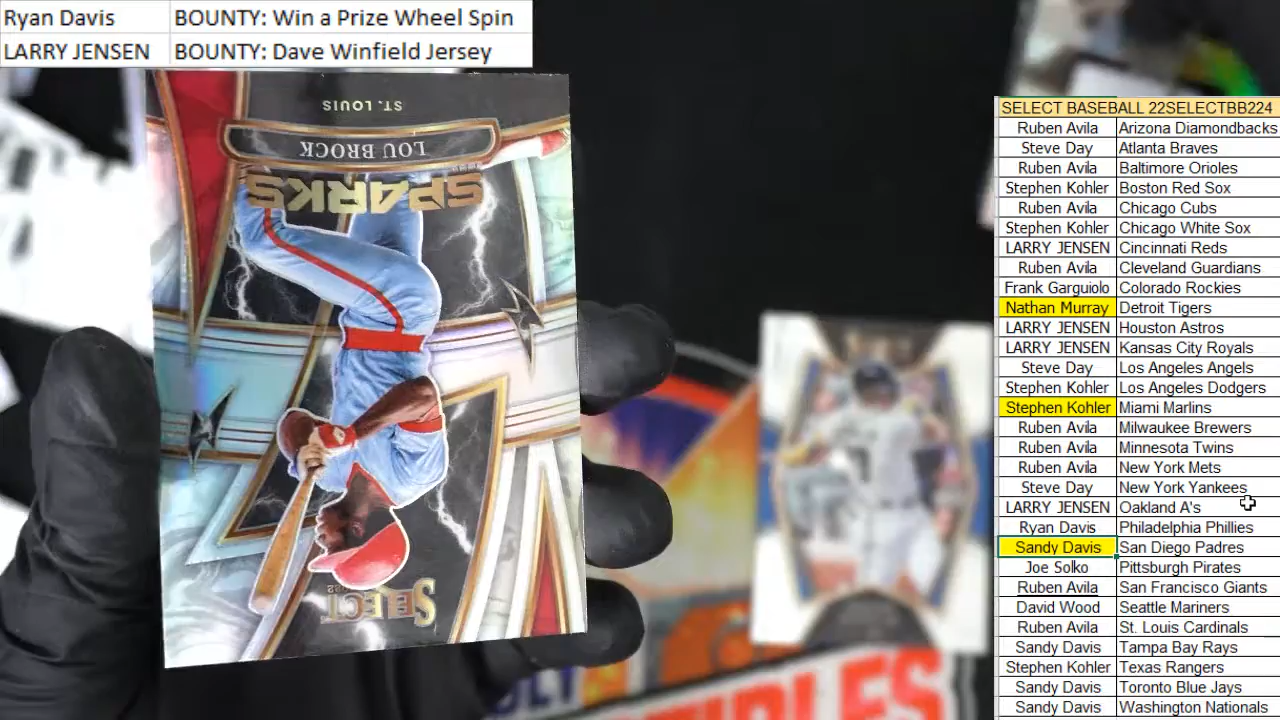 Ryan Davis BOUNTY: Win a Prize Wheel Spin
LARRY JENSEN BOUNTY: Dave Winfield Jersey
ST. LOUIS
LOU BROCK
SPARKS
SELECT
SELECT BASEBALL 22SELECTBB224
Ruben Avila Arizona Diamondbacks
Steve Day Atlanta Braves
Ruben Avila Baltimore Orioles
Stephen Kohler Boston Red Sox
Ruben Avila Chicago Cubs
Stephen Kohler Chicago White Sox
LARRY JENSEN Cincinnati Reds
Ruben Avila Cleveland Guardians
Frank Garguiolo Colorado Rockies
Nathan Murray Detroit Tigers
LARRY JENSEN Houston Astros
LARRY JENSEN Kansas City Royals
Steve Day Los Angeles Angels
Stephen Kohler Los Angeles Dodgers
Stephen Kohler Miami Marlins
Ruben Avila Milwaukee Brewers
Ruben Avila Minnesota Twins
Ruben Avila New York Mets
Steve Day New York Yankees
LARRY JENSEN Oakland A's
Ryan Davis Philadelphia Phillies
Sandy Davis San Diego Padres
Joe Solko Pittsburgh Pirates
Ruben Avila San Francisco Giants
David Wood Seattle Mariners
Ruben Avila St. Louis Cardinals
Sandy Davis Tampa Bay Rays
Stephen Kohler Texas Rangers
Sandy Davis Toronto Blue Jays
Sandy Davis Washington Nationals